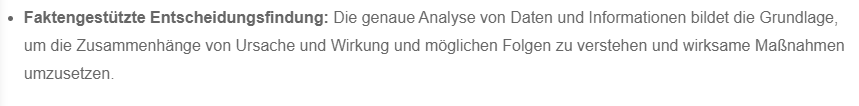 • Faktengestützte Entscheidungsfindung: Die genaue Analyse von Daten und Informationen bildet die Grundlage,
um die Zusammenhänge von Ursache und Wirkung und möglichen Folgen zu verstehen und wirksame Maßnahmen
umzusetzen.